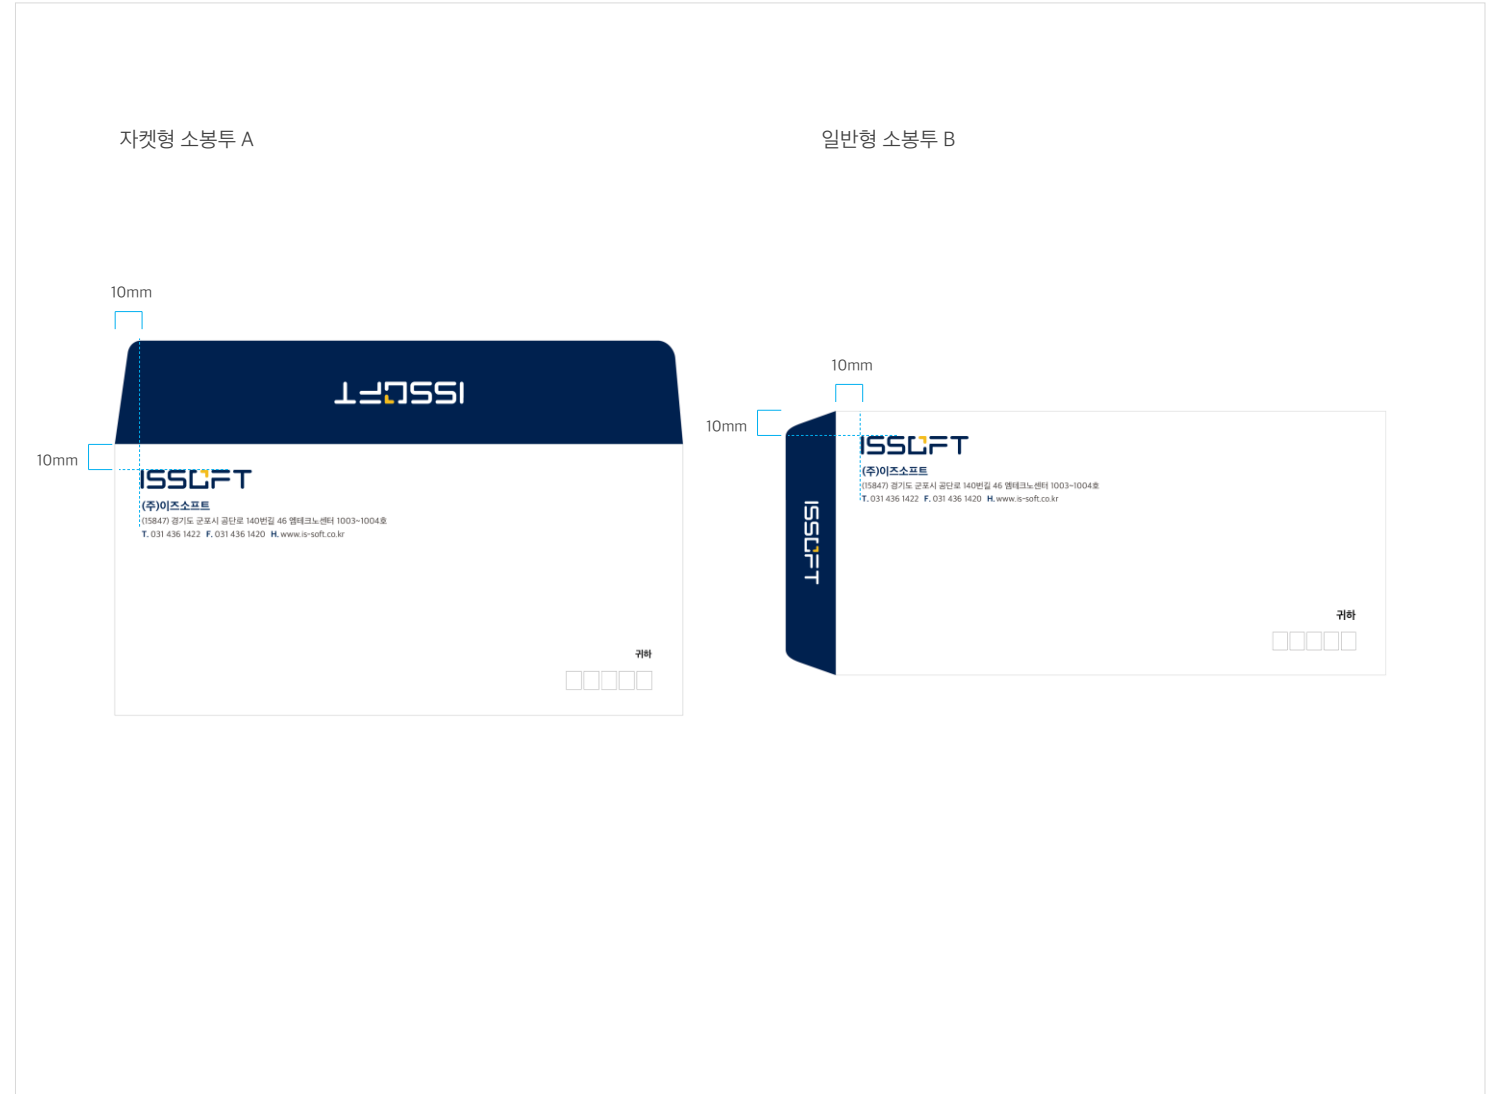 자켓형 소봉투 A
10mm
ISSOFT
10mm
ISSOFT
(주)이즈소프트
(15847) 경기도 군포시 공단로 140번길 46 엠테크노센터 1003~1004호
T. 031 436 1422 F. 031 436 1420 H. www.is-soft.co.kr
귀하
일반형 소봉투 B
10mm
10mm
ISSOFT
ISSOFT
(주)이즈소프트
(15847) 경기도 군포시 공단로 140번길 46 엠테크노센터 1003~1004호
T. 031 436 1422 F. 031 436 1420 H. www.is-soft.co.kr
귀하